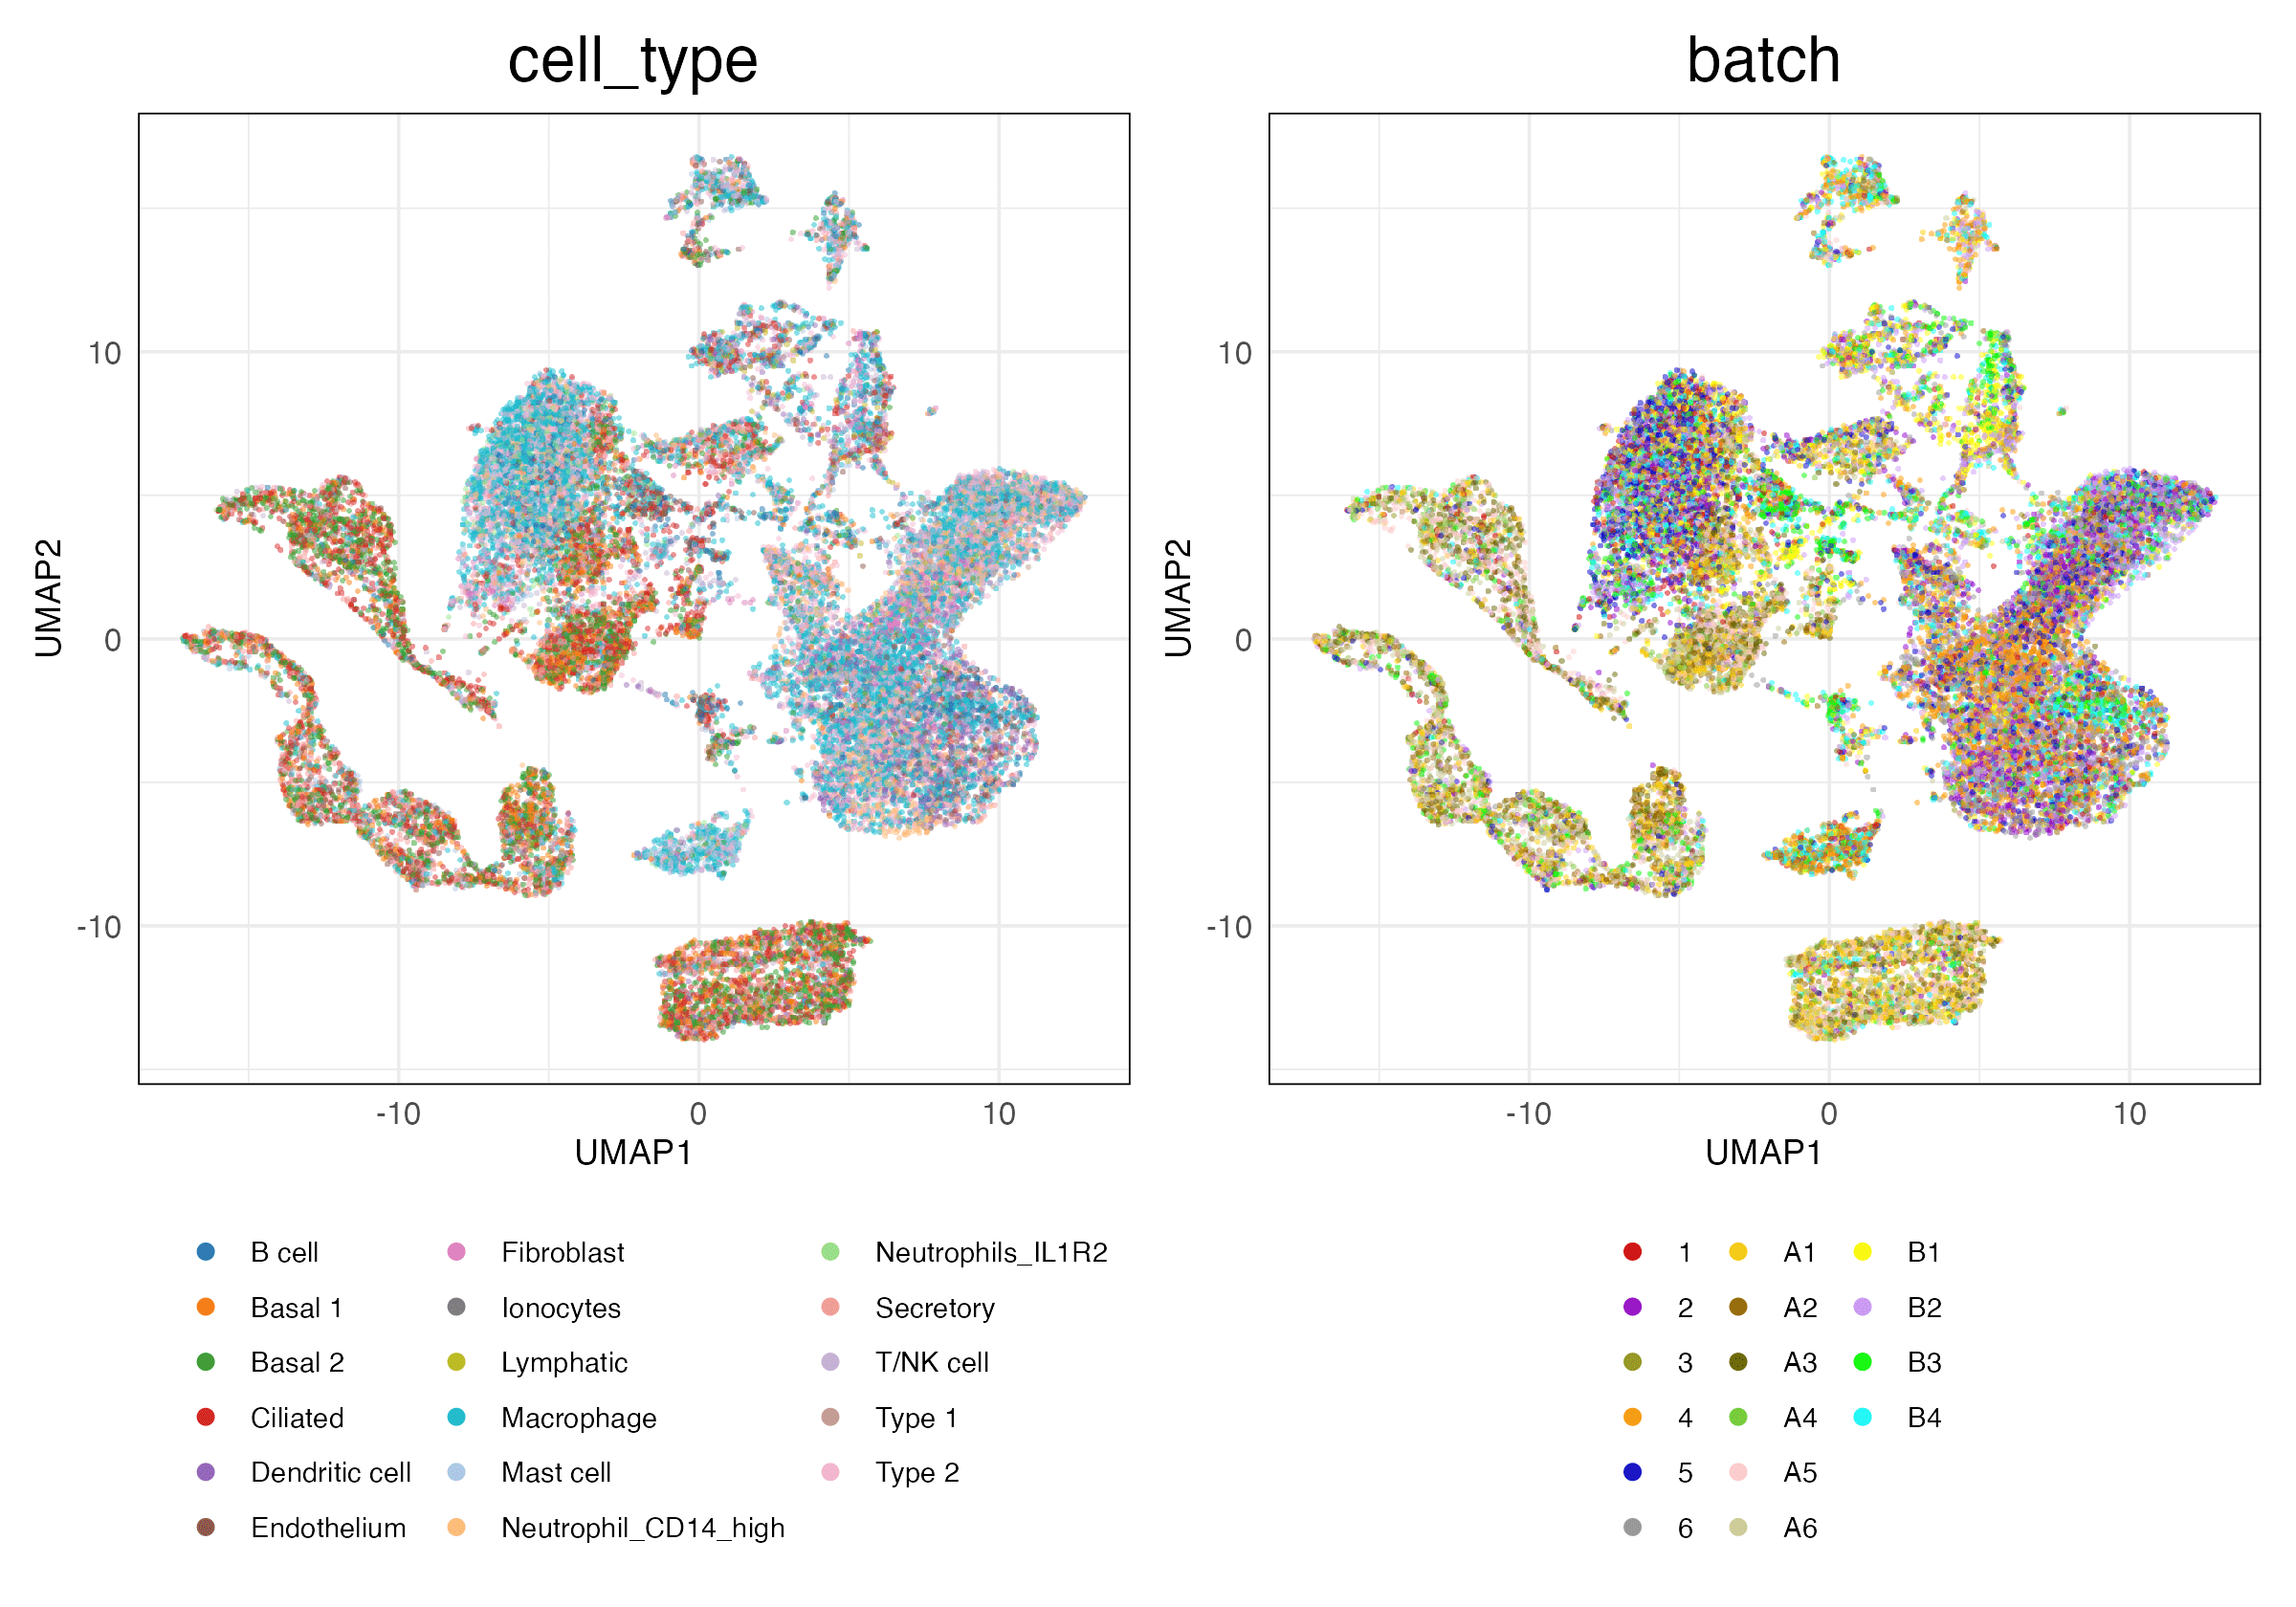 cell_type
batch
10
0
-10
UMAP2
-10 0 10
UMAP1
10
0
-10
UMAP2
-10 0 10
UMAP1
B cell Fibroblast Neutrophils_IL1R2
Basal 1 Ionocytes Secretory
Basal 2 Lymphatic T/NK cell
Ciliated Macrophage Type 1
Dendritic cell Mast cell Type 2
Endothelium Neutrophil_CD14_high
1 A1 B1
2 A2 B2
3 A3 B3
4 A4 B4
5 A5
6 A6